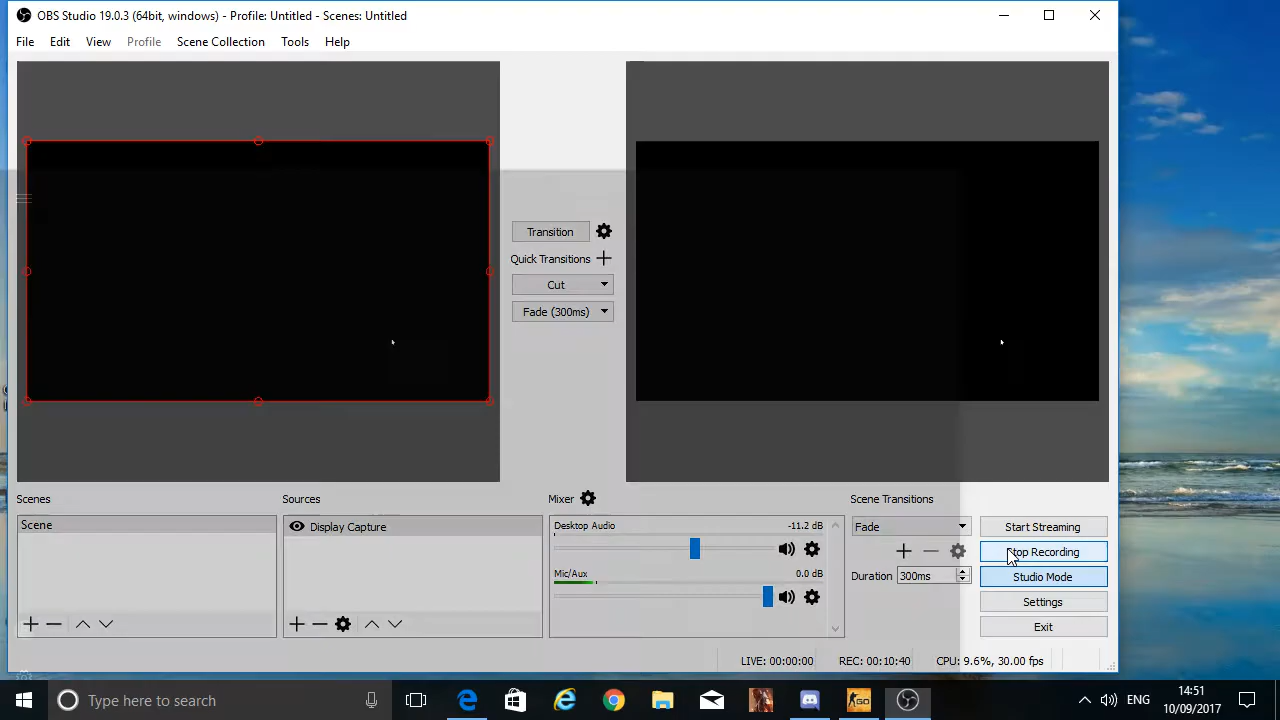 OBS Studio 19.0.3 (64bit, windows) - Profile: Untitled - Scenes: Untitled
File Edit View Profile Scene Collection Tools Help
Transition
Quick Transitions
Cut
Fade (300ms)
Scenes
Scene
Sources
Display Capture
Mixer
Desktop Audio -11.2 dB
Mic/Aux 0.0 dB
Scene Transitions
Fade
Duration 300ms
Start Streaming
Stop Recording
Studio Mode
Settings
Exit
LIVE: 00:00:00 REC: 00:10:40 CPU: 9.6%, 30.00 fps
Type here to search
GO
ENG
14:51
10/09/2017